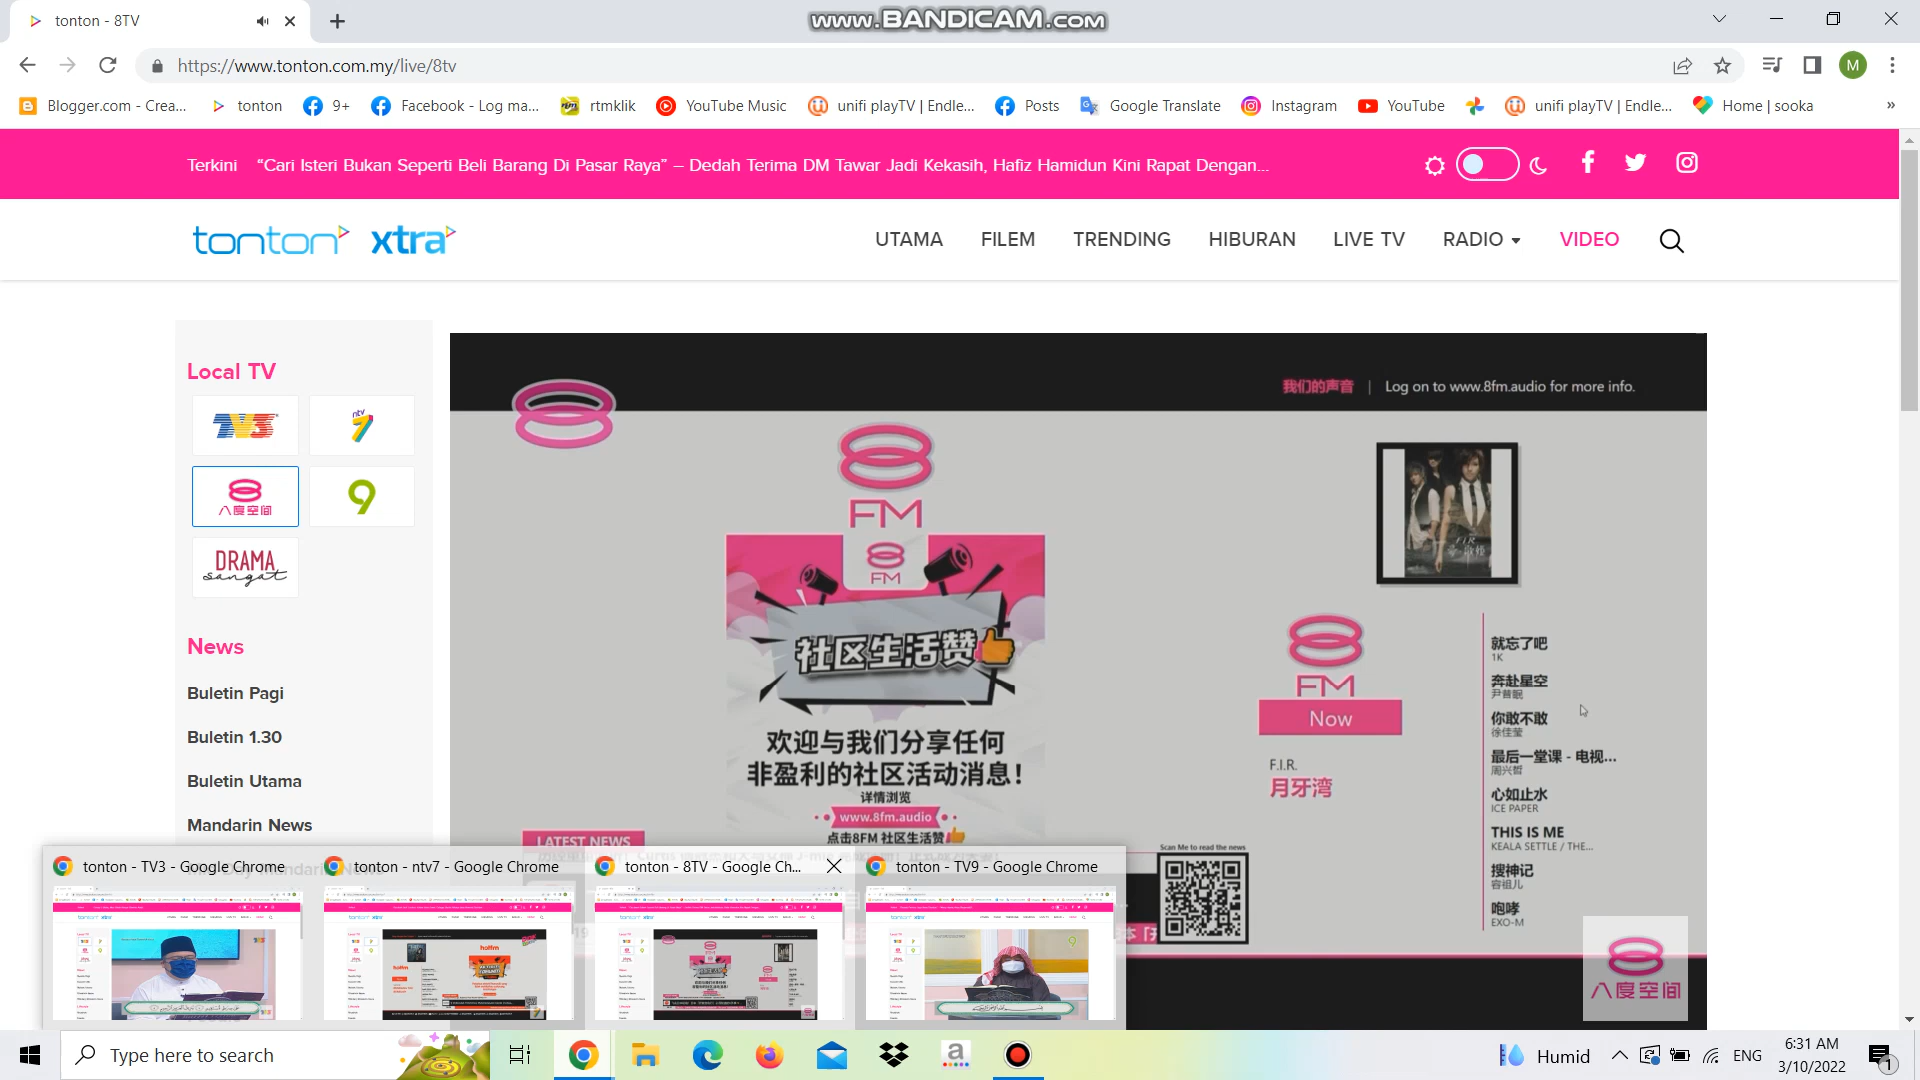 tonton - 8TV
www.BANDICAM.com
https://www.tonton.com.my/live/8tv
M
Blogger.com - Crea...
tonton
9+
Facebook - Log ma...
rtmklik
YouTube Music
unifi playTV | Endle...
Posts
Google Translate
Instagram
YouTube
unifi playTV | Endle...
Home | sooka
»
Terkini “Cari Isteri Bukan Seperti Beli Barang Di Pasar Raya” – Dedah Terima DM Tawar Jadi Kekasih, Hafiz Hamidun Kini Rapat Dengan...
tonton xtra
UTAMA
FILEM
TRENDING
HIBURAN
LIVE TV
RADIO
VIDEO
Local TV
TV3
ntv 7
八度空间
9
DRAMA
sangat
News
Buletin Pagi
Buletin 1.30
Buletin Utama
Mandarin News
我们的声音 | Log on to www.8fm.audio for more info.
FM
FM
社区生活赞
欢迎与我们分享任何
非盈利的社区活动消息！
详情浏览
www.8fm.audio
点击8FM 社区生活赞
LATEST NEWS
Scan Me to read the news
F.I.R
FM
Now
F.I.R.
月牙湾
就忘了吧
1K
奔赴星空
尹昔眠
你敢不敢
徐佳莹
最后一堂课 - 电视...
周兴哲
心如止水
ICE PAPER
THIS IS ME
KEALA SETTLE / THE...
搜神记
容祖儿
咆哮
EXO-M
八度空间
tonton - TV3 - Google Chrome
tonton - ntv7 - Google Chrome
tonton - 8TV - Google Ch...
tonton - TV9 - Google Chrome
Type here to search
Humid
ENG
6:31 AM
3/10/2022
1